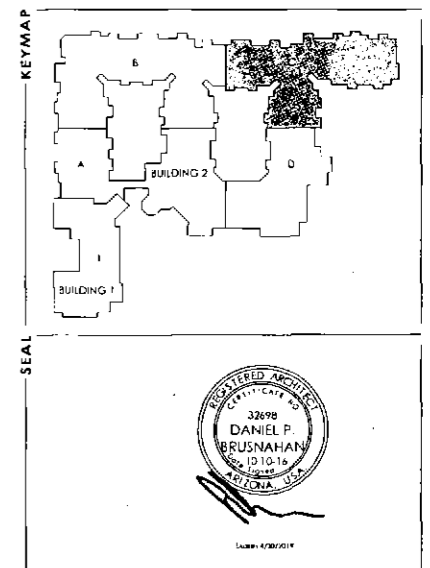 KEYMAP
B
A
BUILDING 2
D
BUILDING 1
SEAL
REGISTERED ARCHITECT
CERTIFICATE NO
32698
DANIEL P.
BRUSNAHAN
10-10-16
Date Signed
ARIZONA, USA